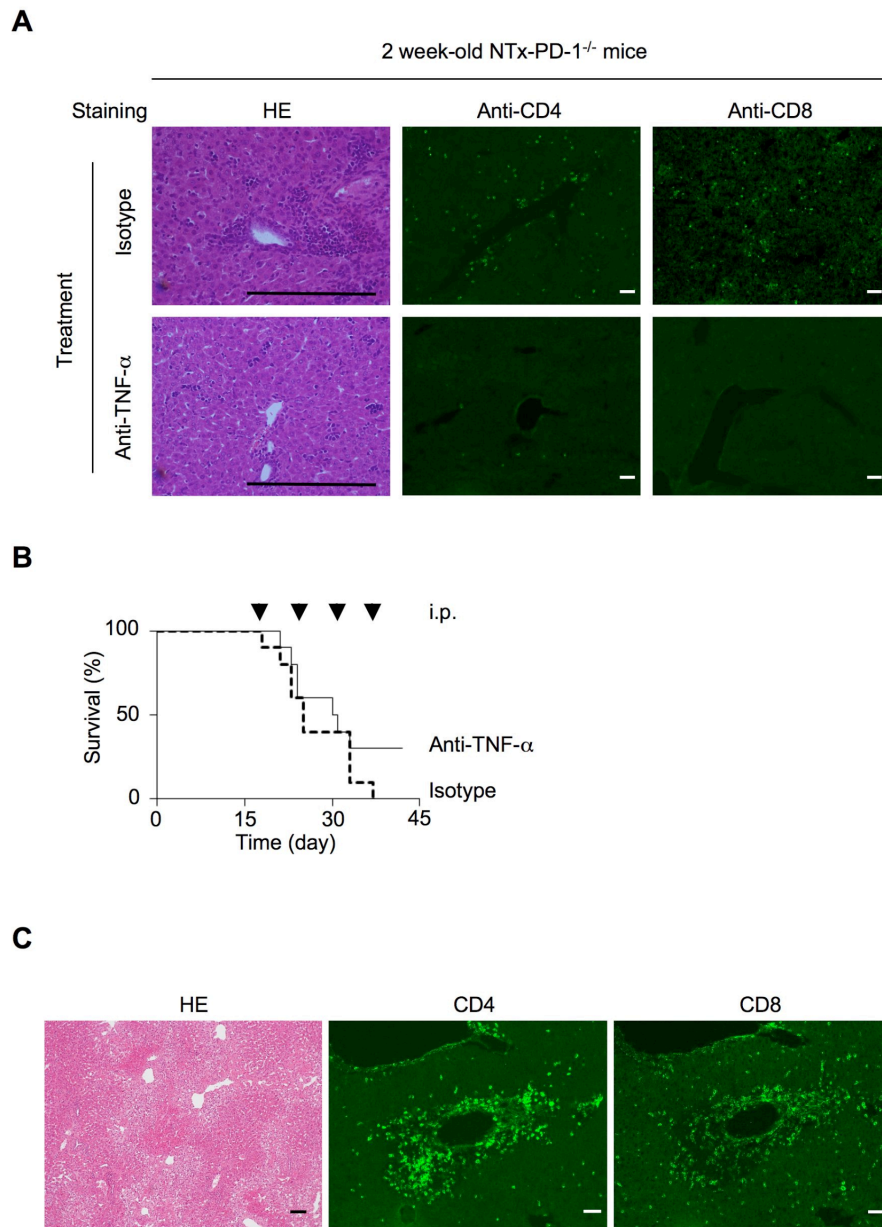 A
2 week-old NTx-PD-1⁻/⁻ mice
Staining HE Anti-CD4 Anti-CD8
Treatment
Isotype
Anti-TNF-α
B
i.p.
100
50
0
Survival (%)
Anti-TNF-α
Isotype
0 15 30 45
Time (day)
C
HE CD4 CD8